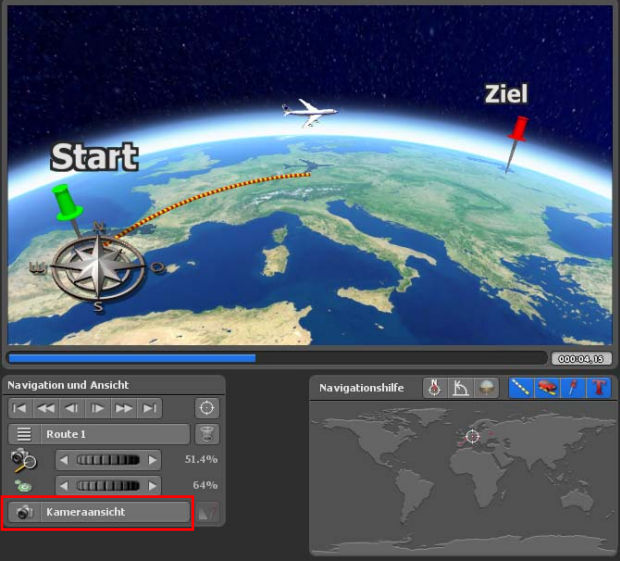 Ziel
Start
N
W
O
S
000:04,15
Navigation und Ansicht
Navigationshilfe
N
Route 1
51.4%
64%
Kameraansicht